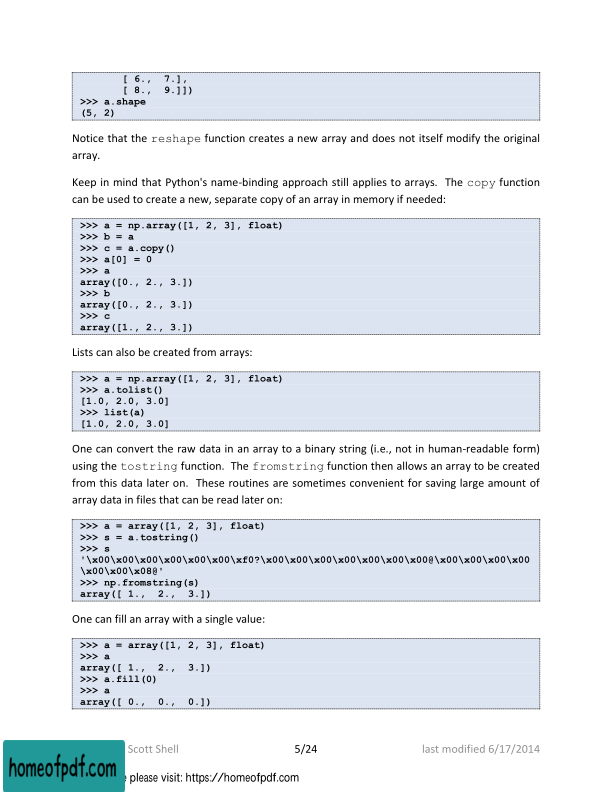 [ 6., 7.],
[ 8., 9.]])
>>> a.shape
(5, 2)
Notice that the reshape function creates a new array and does not itself modify the original
array.
Keep in mind that Python's name-binding approach still applies to arrays. The copy function
can be used to create a new, separate copy of an array in memory if needed:
>>> a = np.array([1, 2, 3], float)
>>> b = a
>>> c = a.copy()
>>> a[0] = 0
>>> a
array([0., 2., 3.])
>>> b
array([0., 2., 3.])
>>> c
array([1., 2., 3.])
Lists can also be created from arrays:
>>> a = np.array([1, 2, 3], float)
>>> a.tolist()
[1.0, 2.0, 3.0]
>>> list(a)
[1.0, 2.0, 3.0]
One can convert the raw data in an array to a binary string (i.e., not in human-readable form)
using the tostring function. The fromstring function then allows an array to be created
from this data later on. These routines are sometimes convenient for saving large amount of
array data in files that can be read later on:
>>> a = array([1, 2, 3], float)
>>> s = a.tostring()
>>> s
'\x00\x00\x00\x00\x00\x00\xf0?\x00\x00\x00\x00\x00\x00\x00@\x00\x00\x00\x00
\x00\x00\x08@'
>>> np.fromstring(s)
array([ 1., 2., 3.])
One can fill an array with a single value:
>>> a = array([1, 2, 3], float)
>>> a
array([ 1., 2., 3.])
>>> a.fill(0)
>>> a
array([ 0., 0., 0.])
Scott Shell 5/24 last modified 6/17/2014
homeofpdf.com
please visit: https://homeofpdf.com